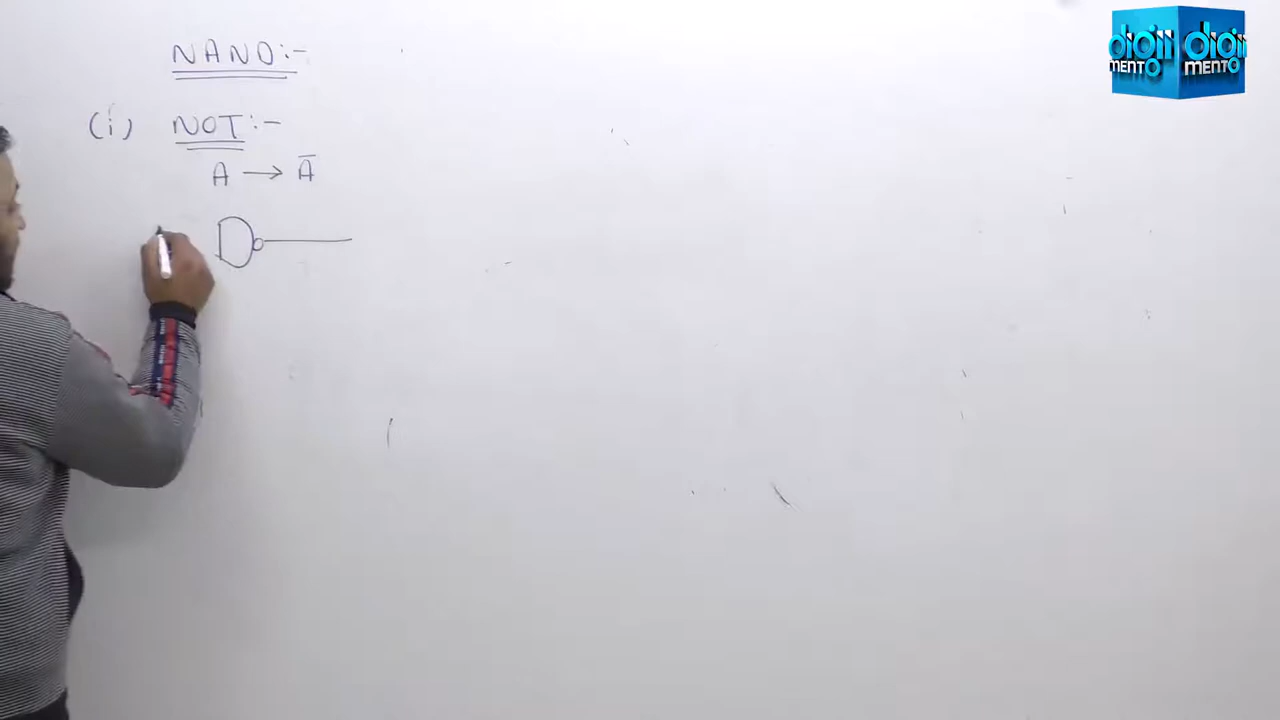 NAND:-
(i) NOT:-
A → Ā
DIGII MENTO DIGII MENTO